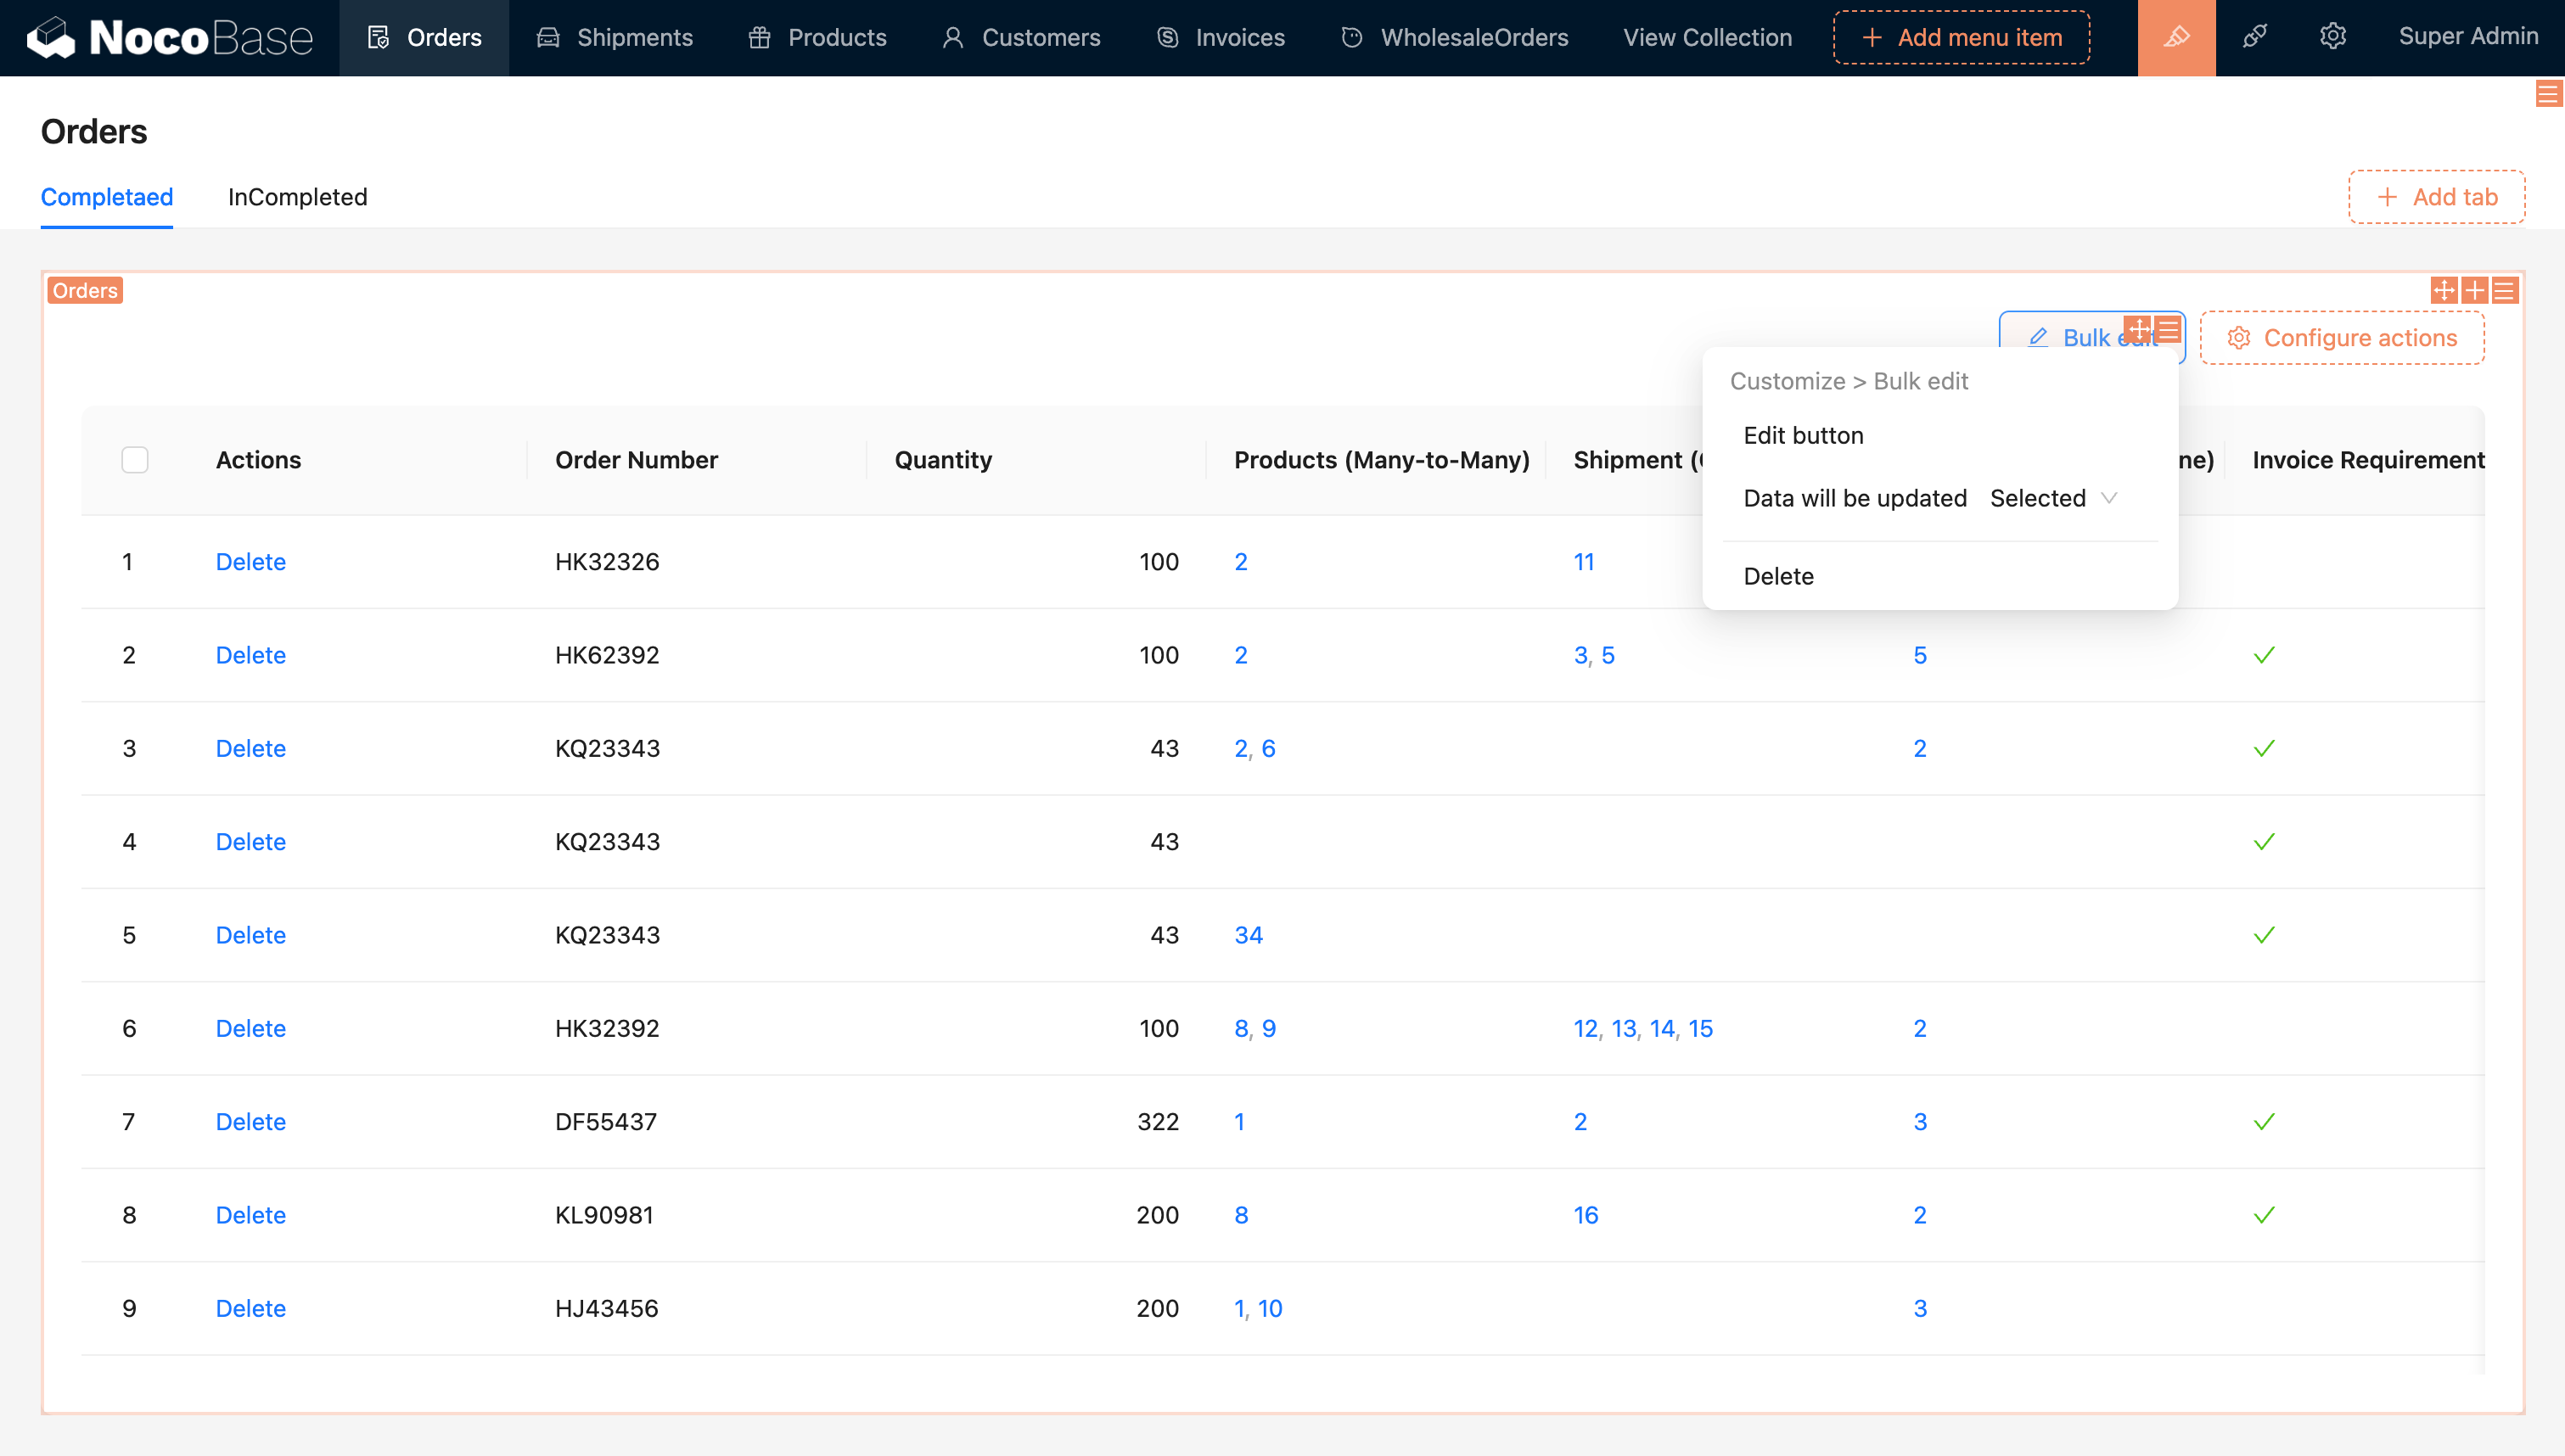 NocoBase Orders Shipments Products Customers Invoices WholesaleOrders View Collection Add menu item Super Admin
Orders
Completaed InCompleted Add tab
Orders
Bulk edit Configure actions
Customize > Bulk edit
Edit button
Data will be updated Selected
Delete
Actions Order Number Quantity Products (Many-to-Many) Shipment ( ne) Invoice Requirement
1 Delete HK32326 100 2 11
2 Delete HK62392 100 2 3, 5 5
3 Delete KQ23343 43 2, 6 2
4 Delete KQ23343 43
5 Delete KQ23343 43 34
6 Delete HK32392 100 8, 9 12, 13, 14, 15 2
7 Delete DF55437 322 1 2 3
8 Delete KL90981 200 8 16 2
9 Delete HJ43456 200 1, 10 3